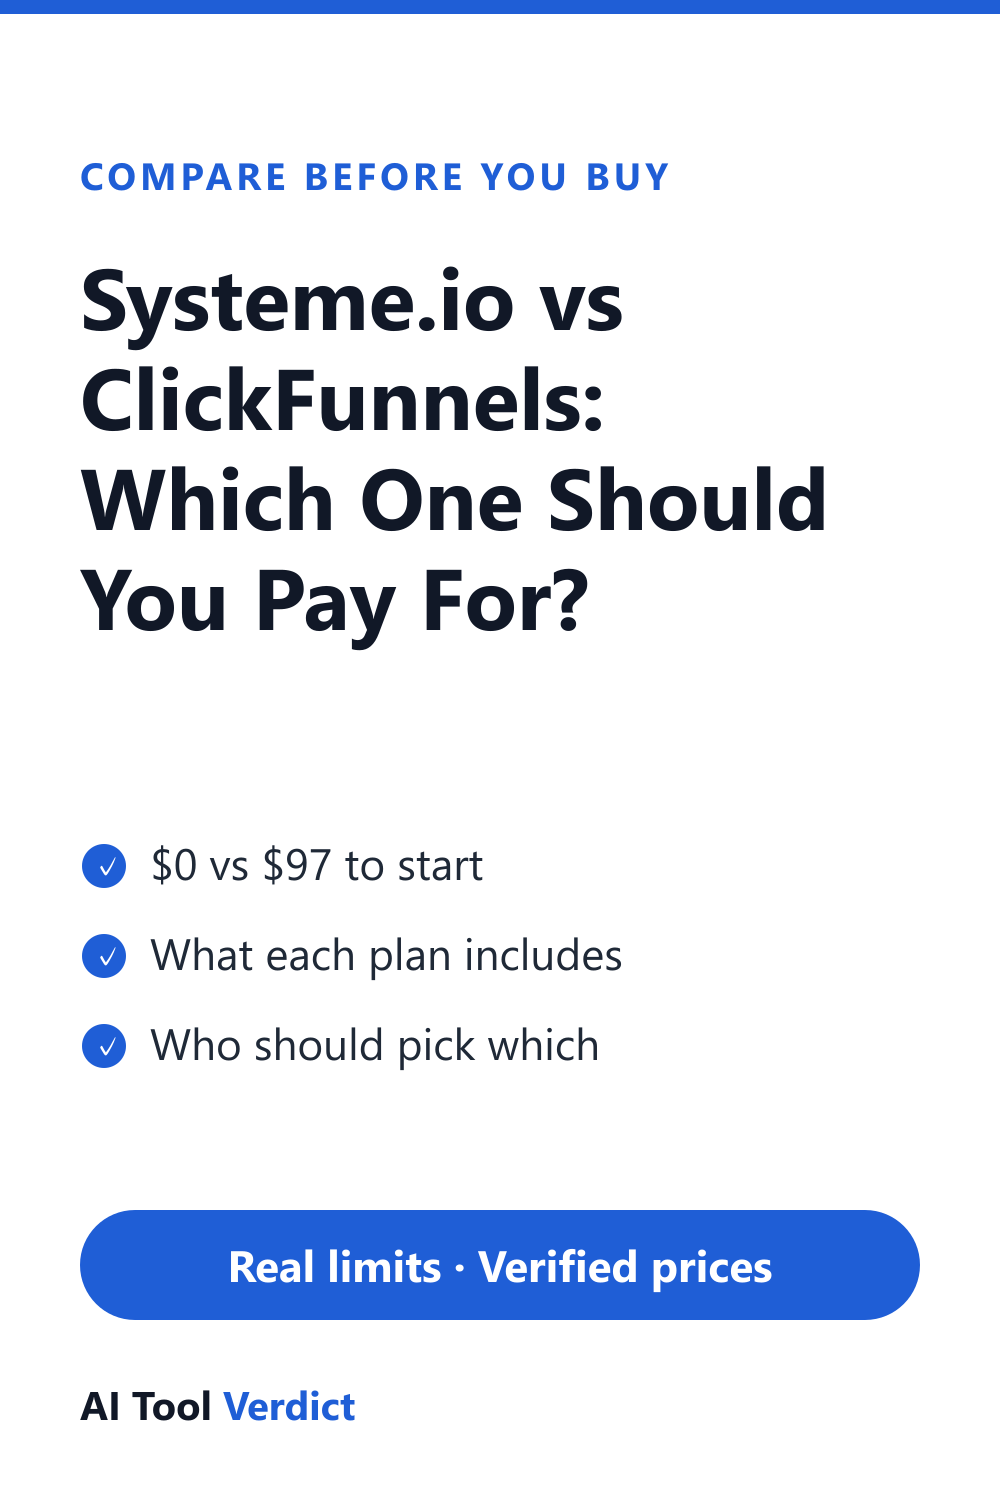 COMPARE BEFORE YOU BUY
Systeme.io vs
ClickFunnels:
Which One Should
You Pay For?
✓ $0 vs $97 to start
✓ What each plan includes
✓ Who should pick which
Real limits · Verified prices
AI Tool Verdict